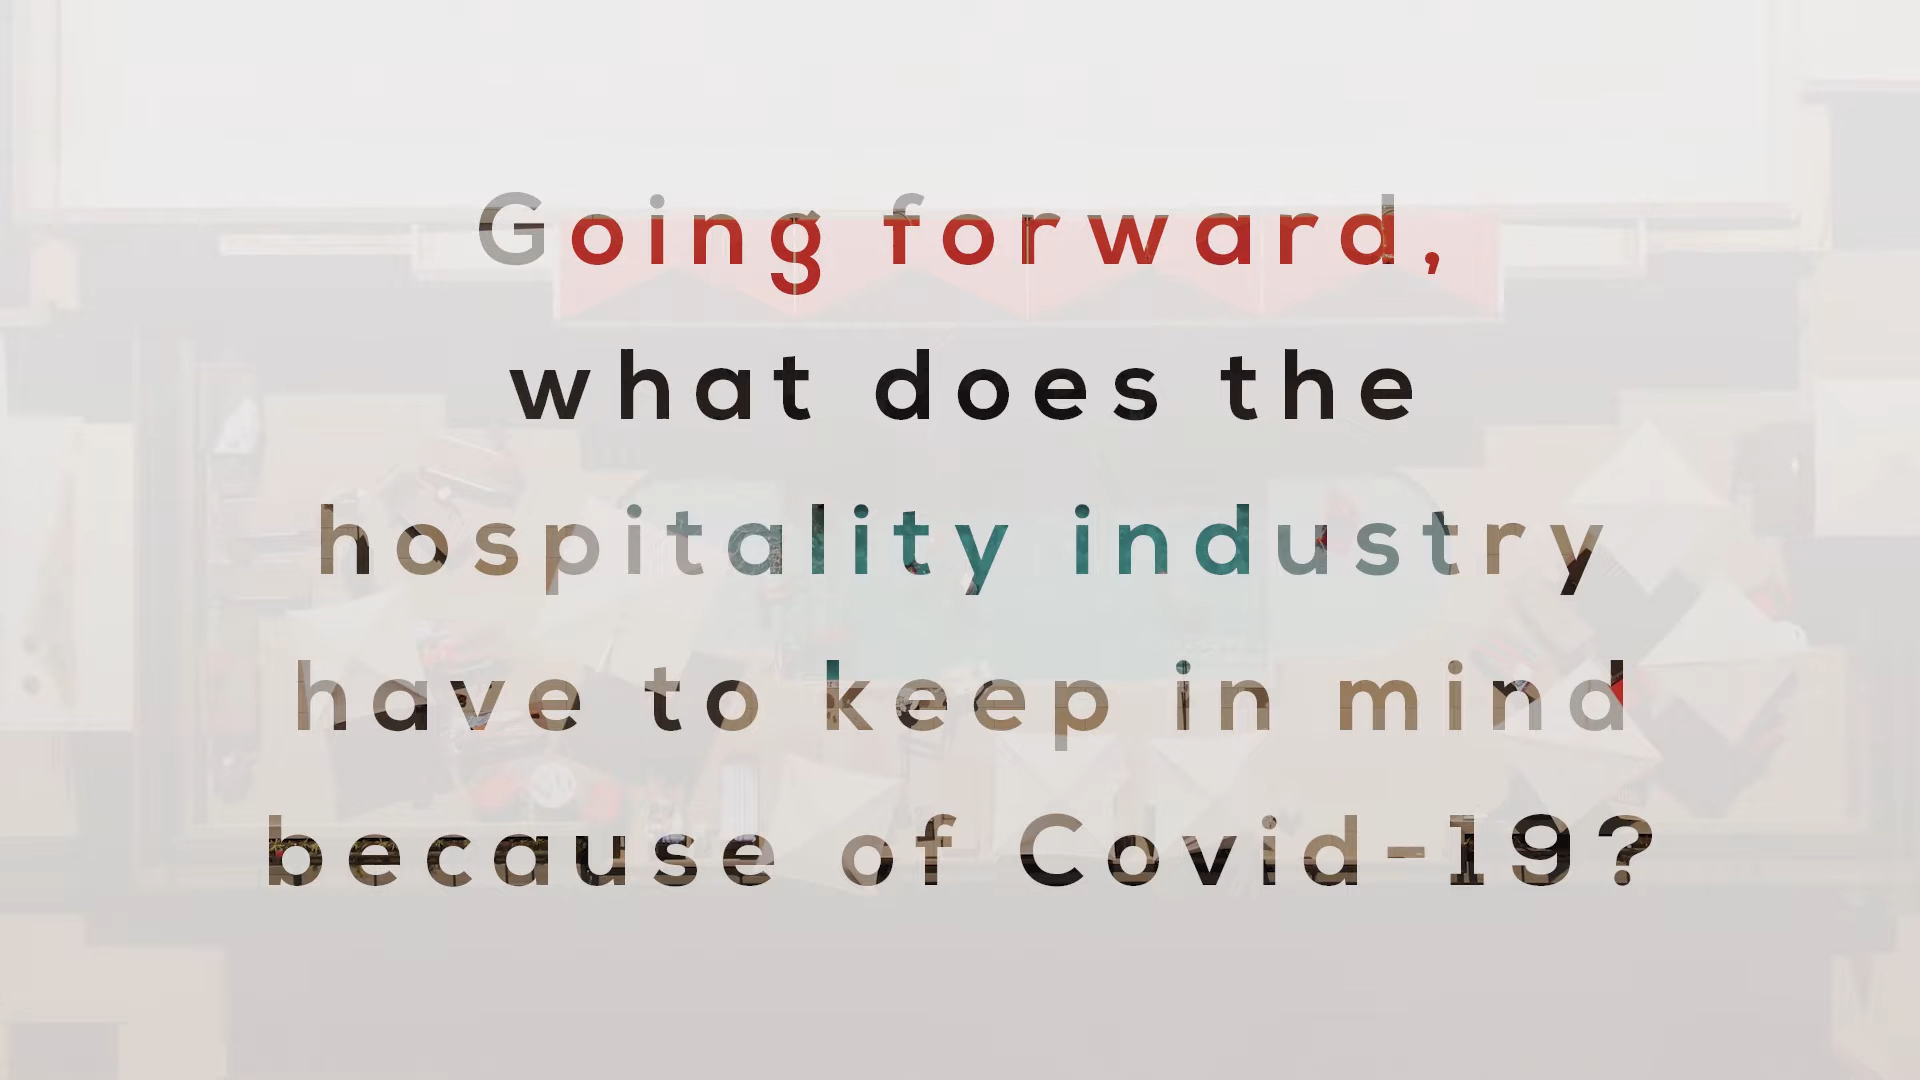 Going forward,
what does the
hospitality industry
have to keep in mind
because of Covid-19?